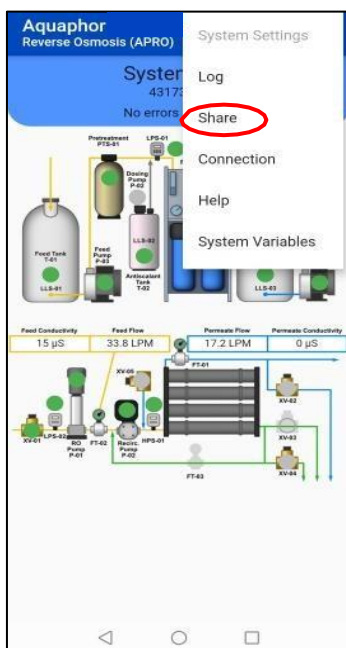 Aquaphor
Reverse Osmosis (APRO)
System Settings
Log
Share
Connection
Help
System Variables
43173
No errors
Pretreatment
PTS-01
LPS-01
Dosing
Pump
P-02
LLS-02
Antiscalant
Tank
T-02
Feed Tank
T-01
LLS-01
Feed
Pump
P-03
LLS-03
Feed Conductivity
15 µS
Feed Flow
33.8 LPM
Permeate Flow
17.2 LPM
Permeate Conductivity
0 µS
FT-01
XV-05
XV-02
XV-01
LPS-02
RO
Pump
P-01
FT-02
Recirc.
Pump
P-02
HPS-01
XV-03
FT-03
XV-04